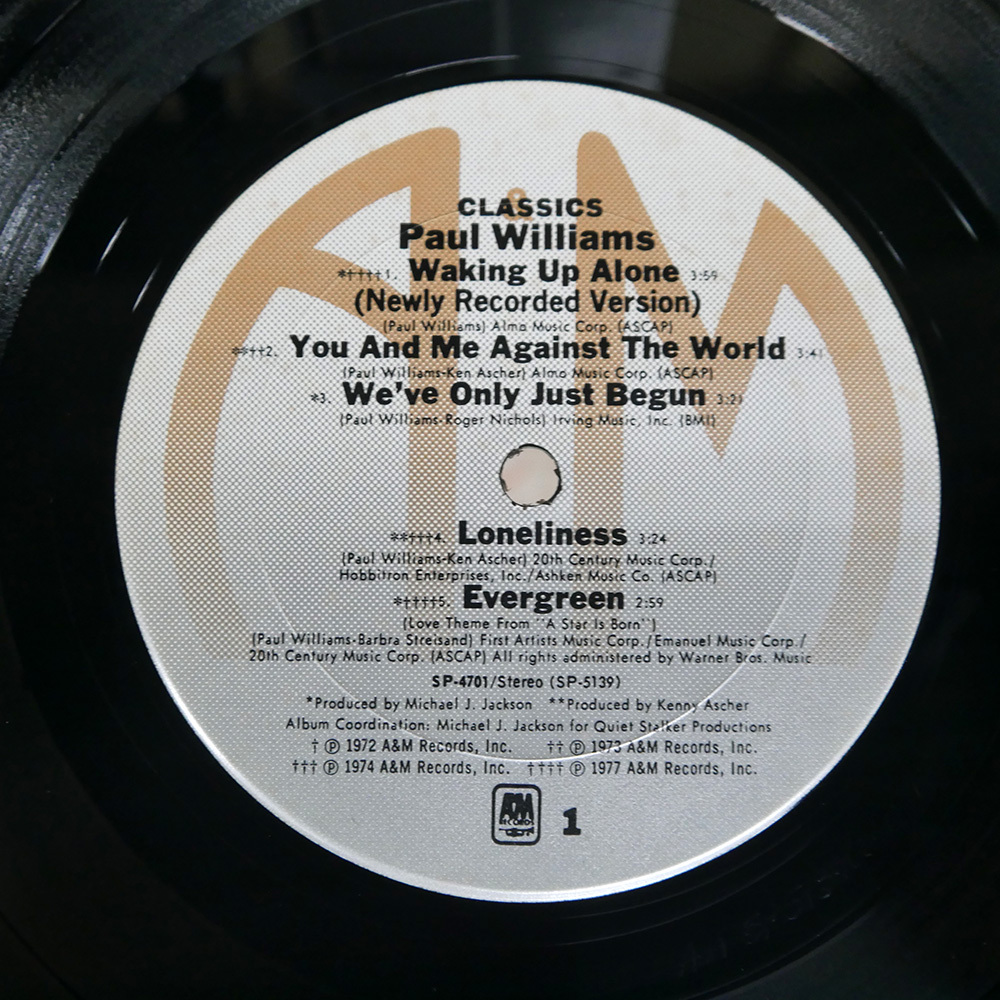 CLASSICS
Paul Williams
*††††1. Waking Up Alone 3:59
(Newly Recorded Version)
(Paul Williams) Almo Music Corp. (ASCAP)
**††2. You And Me Against The World 3:41
(Paul Williams-Ken Ascher) Almo Music Corp. (ASCAP)
*3. We've Only Just Begun 3:21
(Paul Williams-Roger Nichols) Irving Music, Inc. (BMI)
**†††4. Loneliness 3:24
(Paul Williams-Ken Ascher) 20th Century Music Corp./
Hobbitron Enterprises, Inc./Ashken Music Co. (ASCAP)
*††††5. Evergreen 2:59
(Love Theme From "A Star Is Born")
(Paul Williams-Barbra Streisand) First Artists Music Corp./Emanuel Music Corp./
20th Century Music Corp. (ASCAP) All rights administered by Warner Bros. Music
SP-4701/Stereo (SP-5139)
*Produced by Michael J. Jackson **Produced by Kenny Ascher
Album Coordination: Michael J. Jackson for Quiet Stalker Productions
† ℗ 1972 A&M Records, Inc. †† ℗ 1973 A&M Records, Inc.
††† ℗ 1974 A&M Records, Inc. †††† ℗ 1977 A&M Records, Inc.
A&M
RECORDS
1